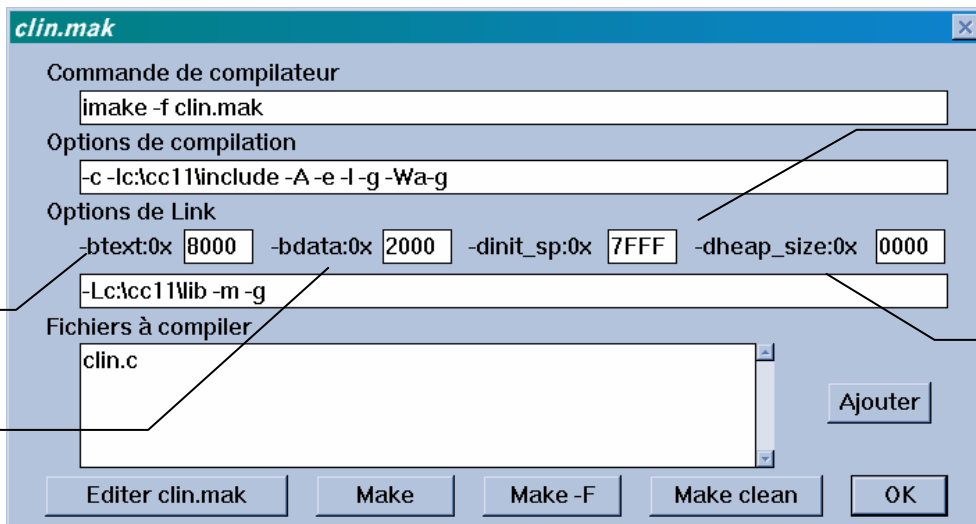 clin.mak
Commande de compilateur
imake -f clin.mak
Options de compilation
-c -Ic:\cc11\include -A -e -l -g -Wa-g
Options de Link
-btext:0x 8000 -bdata:0x 2000 -dinit_sp:0x 7FFF -dheap_size:0x 0000
-Lc:\cc11\lib -m -g
Fichiers à compiler
clin.c
Ajouter
Editer clin.mak Make Make -F Make clean OK